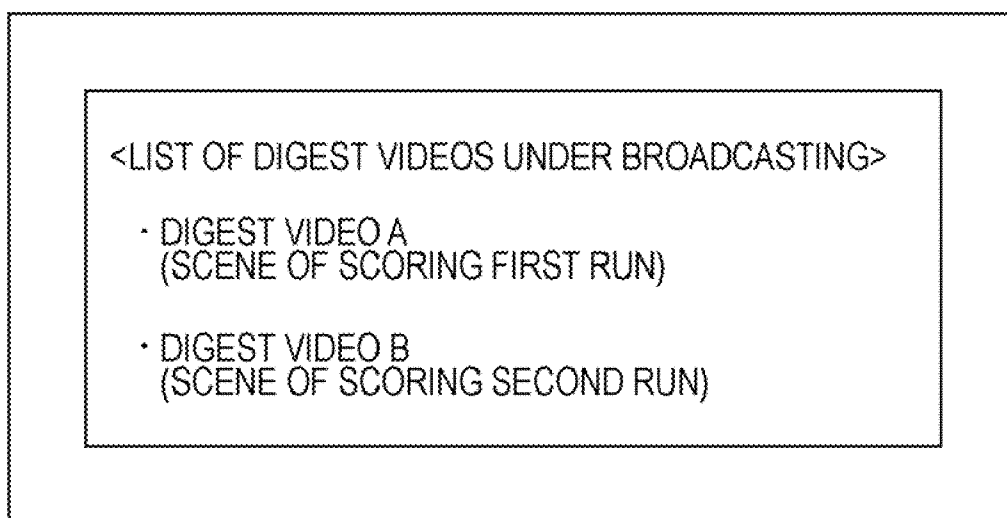 <LIST OF DIGEST VIDEOS UNDER BROADCASTING>
· DIGEST VIDEO A
(SCENE OF SCORING FIRST RUN)
· DIGEST VIDEO B
(SCENE OF SCORING SECOND RUN)